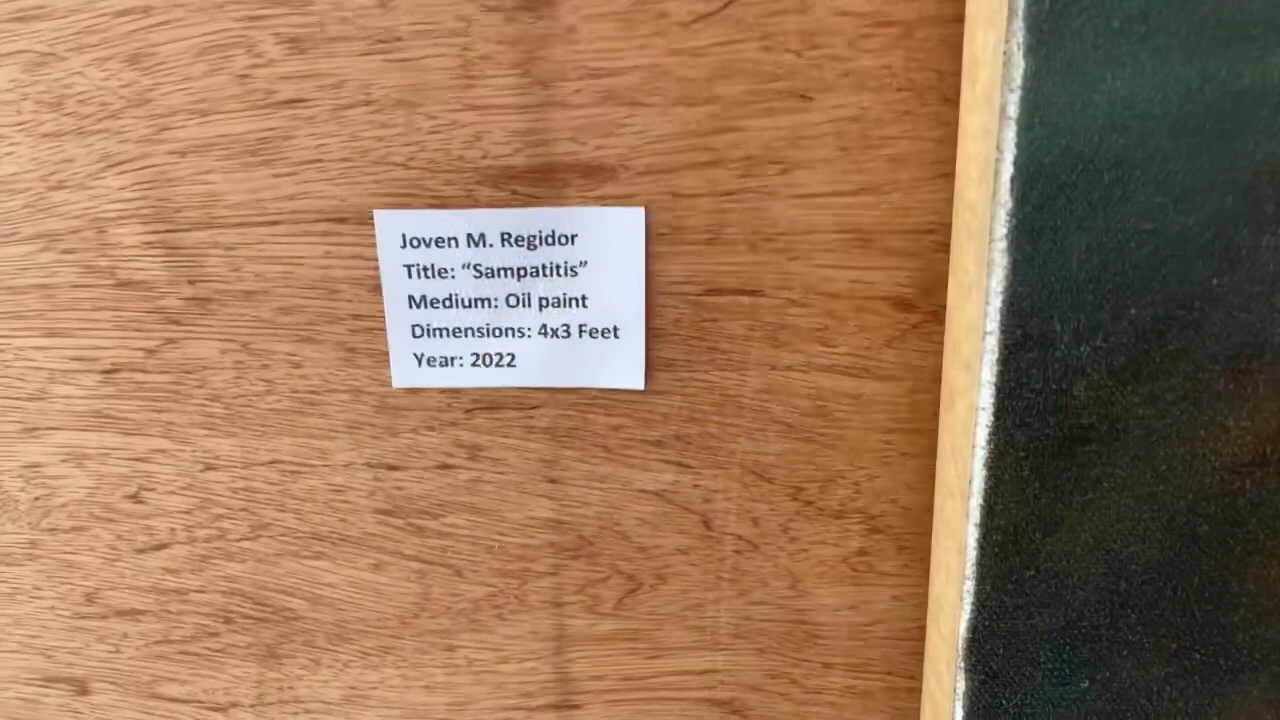 Joven M. Regidor
Title: “Sampatitis”
Medium: Oil paint
Dimensions: 4x3 Feet
Year: 2022